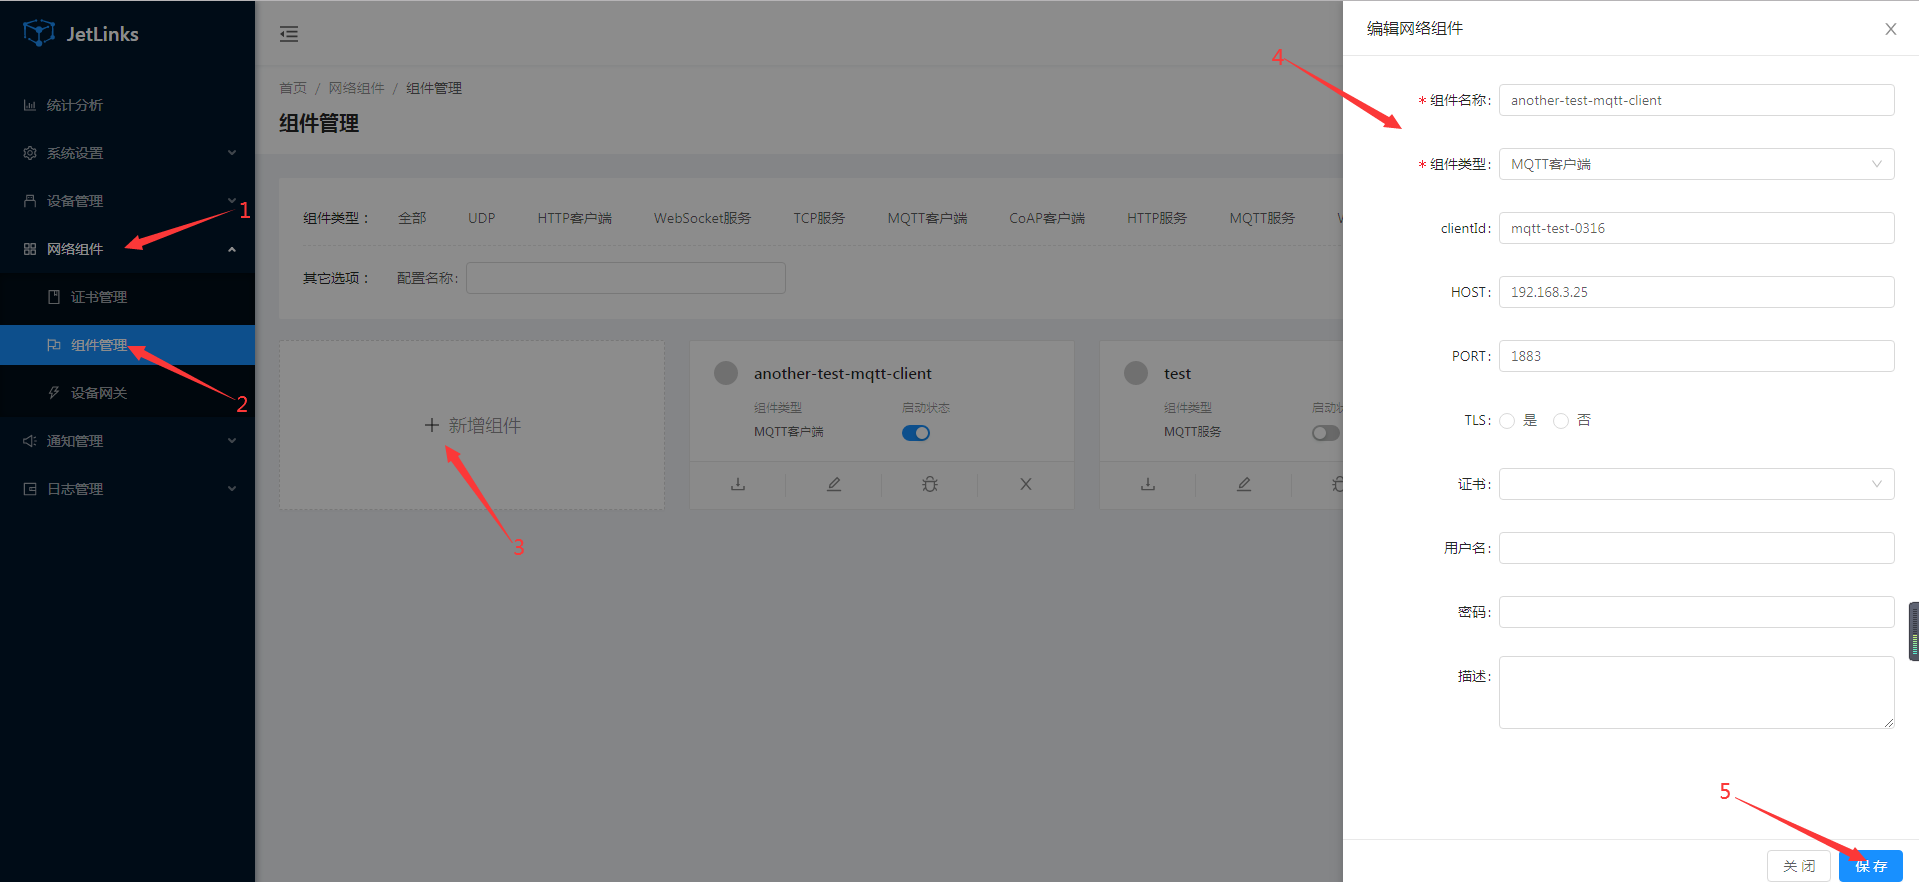 JetLinks
统计分析
系统设置
设备管理
1
网络组件
证书管理
组件管理
2
设备网关
通知管理
日志管理
首页 / 网络组件 / 组件管理
组件管理
组件类型： 全部 UDP HTTP客户端 WebSocket服务 TCP服务 MQTT客户端 CoAP客户端 HTTP服务 MQTT服务
其它选项： 配置名称:
+ 新增组件
3
another-test-mqtt-client
组件类型 启动状态
MQTT客户端
test
组件类型 启动
MQTT服务
编辑网络组件
4
* 组件名称: another-test-mqtt-client
* 组件类型: MQTT客户端
clientId: mqtt-test-0316
HOST: 192.168.3.25
PORT: 1883
TLS: 是 否
证书:
用户名:
密码:
描述:
5
关 闭 保 存